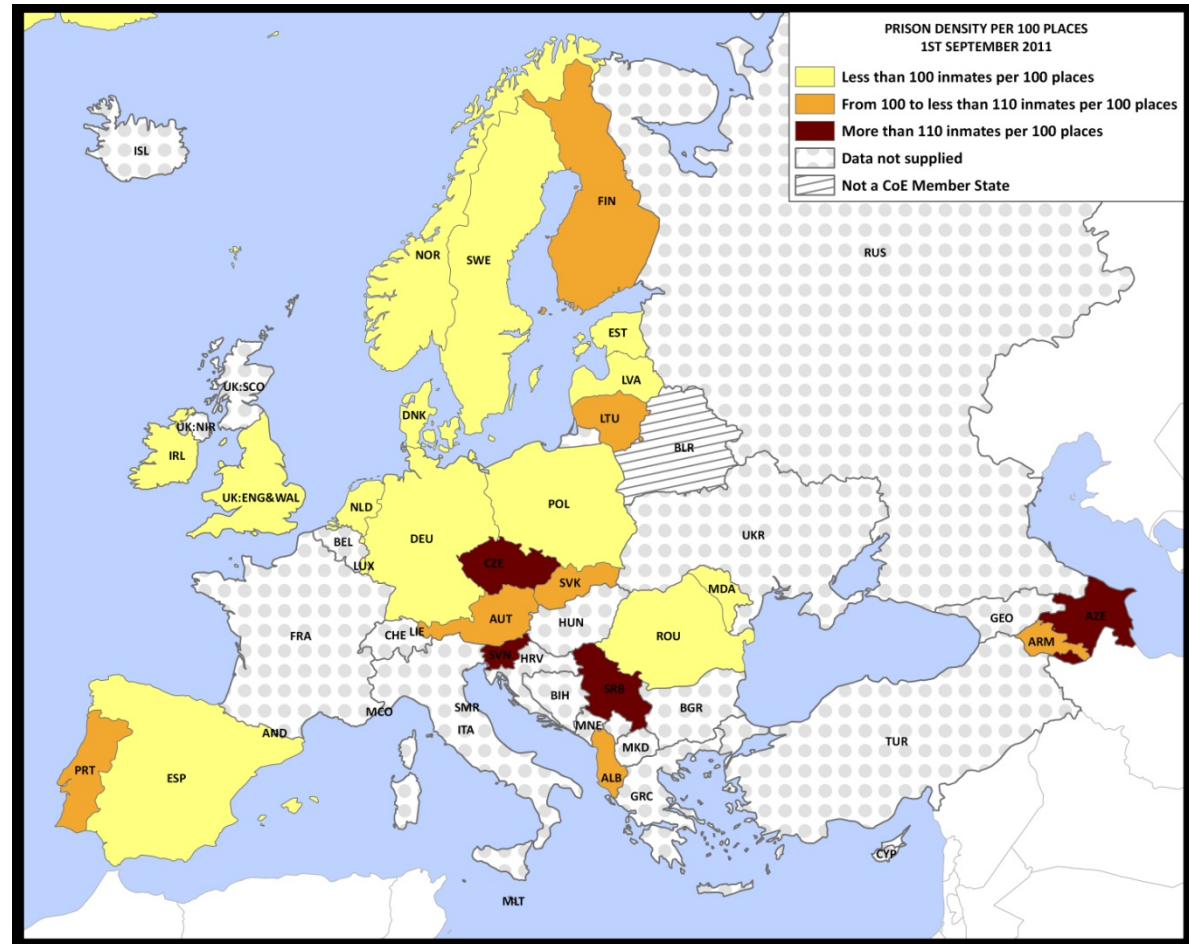 PRISON DENSITY PER 100 PLACES
1ST SEPTEMBER 2011
Less than 100 inmates per 100 places
From 100 to less than 110 inmates per 100 places
More than 110 inmates per 100 places
Data not supplied
Not a CoE Member State
ISL
FIN
NOR
SWE
RUS
EST
UK:SCO
LVA
DNK
LTU
UK:NIR
IRL
BLR
UK:ENG&WAL
NLD
POL
DEU
BEL
UKR
LUX
CZE
SVK
MDA
AUT
HUN
GEO
FRA
CHE
LIE
ROU
ARM
AZE
SVN
HRV
SRB
BIH
MCO
SMR
BGR
MNE
ITA
AND
TUR
MKD
PRT
ESP
ALB
GRC
CYP
MLT